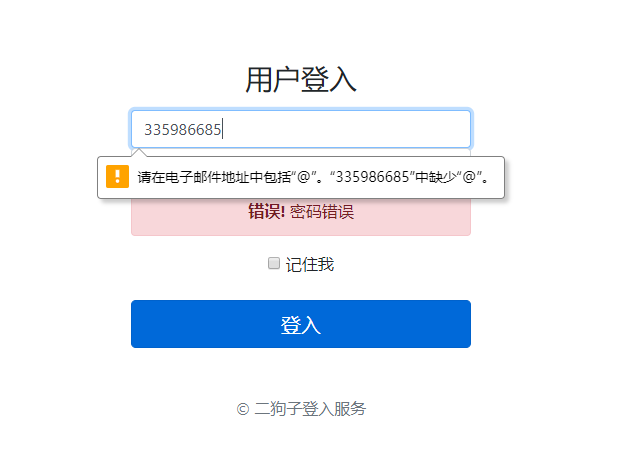 用户登入
335986685
请在电子邮件地址中包括“@”。“335986685”中缺少“@”。
错误! 密码错误
记住我
登入
© 二狗子登入服务